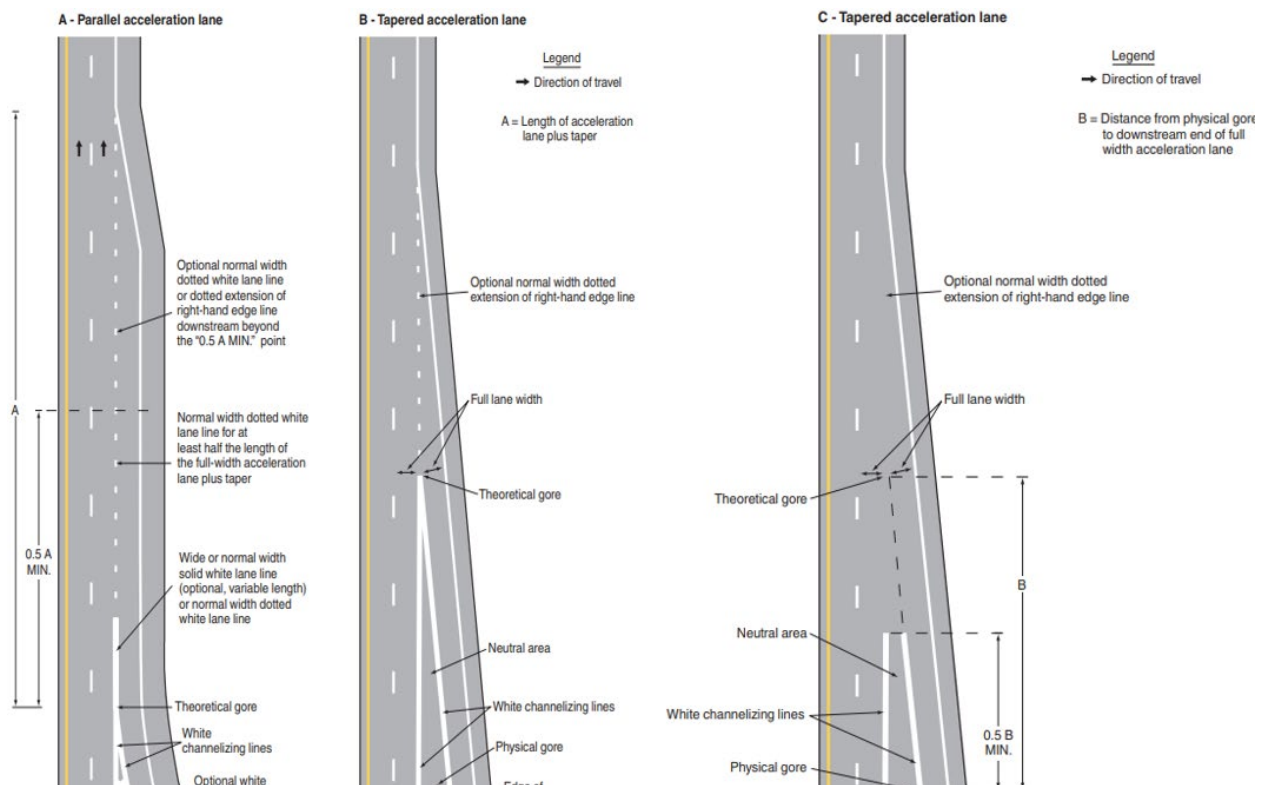 A - Parallel acceleration lane
A
0.5 A
MIN.
Optional normal width
dotted white lane line
or dotted extension of
right-hand edge line
downstream beyond
the “0.5 A MIN.” point
Normal width dotted white
lane line for at
least half the length of
the full-width acceleration
lane plus taper
Wide or normal width
solid white lane line
(optional, variable length)
or normal width dotted
white lane line
Theoretical gore
White
channelizing lines
Optional white
B - Tapered acceleration lane
Legend
Direction of travel
A = Length of acceleration
lane plus taper
Optional normal width dotted
extension of right-hand edge line
Full lane width
Theoretical gore
Neutral area
White channelizing lines
Physical gore
Edge of
C - Tapered acceleration lane
Legend
Direction of travel
B = Distance from physical gore
to downstream end of full
width acceleration lane
Optional normal width dotted
extension of right-hand edge line
Full lane width
Theoretical gore
B
Neutral area
White channelizing lines
0.5 B
MIN.
Physical gore